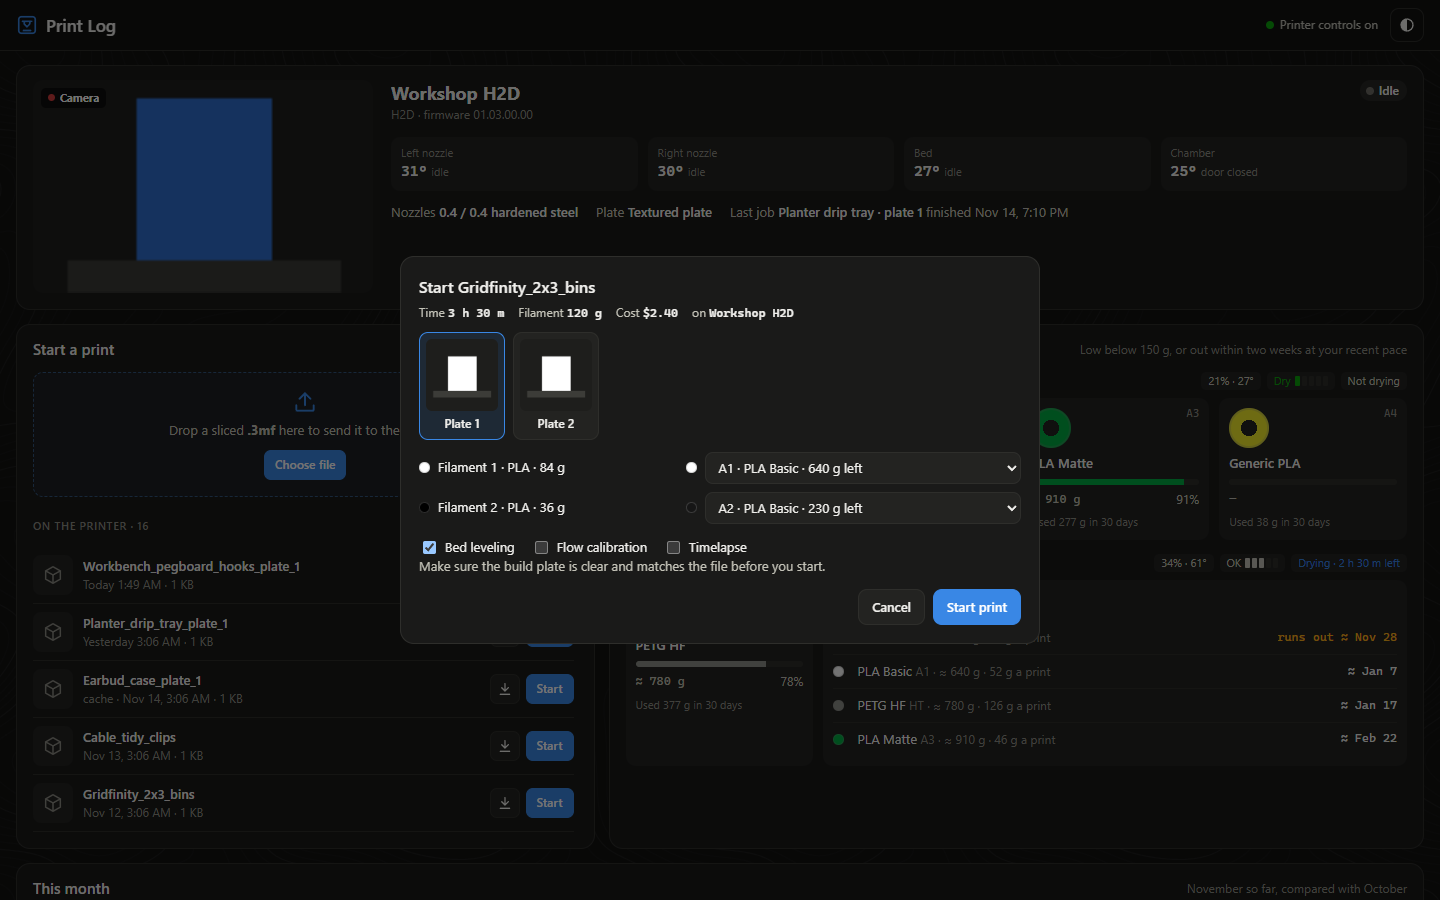 Print Log
Printer controls on
Camera
Workshop H2D
Idle
H2D · firmware 01.03.00.00
Left nozzle
31° idle
Right nozzle
30° idle
Bed
27° idle
Chamber
25° door closed
Nozzles 0.4 / 0.4 hardened steel Plate Textured plate Last job Planter drip tray · plate 1 finished Nov 14, 7:10 PM
Start Gridfinity_2x3_bins
Time 3 h 30 m Filament 120 g Cost $2.40 on Workshop H2D
Plate 1
Plate 2
Filament 1 · PLA · 84 g
A1 · PLA Basic · 640 g left
Filament 2 · PLA · 36 g
A2 · PLA Basic · 230 g left
Bed leveling Flow calibration Timelapse
Make sure the build plate is clear and matches the file before you start.
Cancel
Start print
Start a print
Drop a sliced .3mf here to send it to the
Choose file
ON THE PRINTER · 16
Workbench_pegboard_hooks_plate_1
Today 1:49 AM · 1 KB
Planter_drip_tray_plate_1
Yesterday 3:06 AM · 1 KB
Earbud_case_plate_1
cache · Nov 14, 3:06 AM · 1 KB
Start
Cable_tidy_clips
Nov 13, 3:06 AM · 1 KB
Start
Gridfinity_2x3_bins
Nov 12, 3:06 AM · 1 KB
Start
Low below 150 g, or out within two weeks at your recent pace
21% · 27° Dry Not drying
A3
LA Matte
910 g 91%
sed 277 g in 30 days
A4
Generic PLA
—
Used 38 g in 30 days
34% · 61° OK Drying · 2 h 30 m left
PETG HF
≈ 780 g 78%
Used 377 g in 30 days
int runs out ≈ Nov 28
PLA Basic A1 · ≈ 640 g · 52 g a print ≈ Jan 7
PETG HF HT · ≈ 780 g · 126 g a print ≈ Jan 17
PLA Matte A3 · ≈ 910 g · 46 g a print ≈ Feb 22
This month
November so far, compared with October